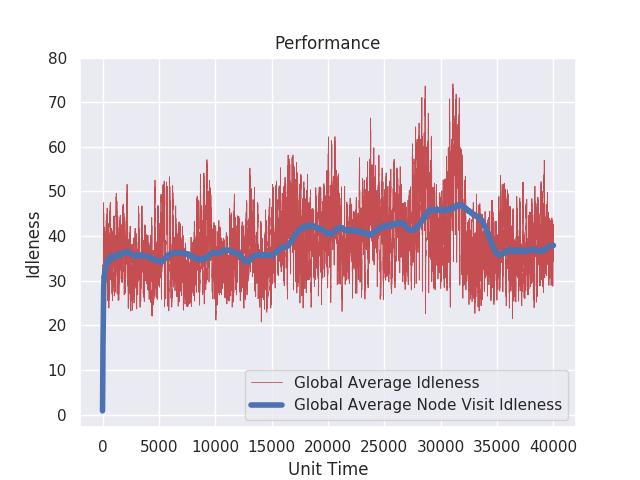 Performance
80
70
60
50
40
30
20
10
0
Idleness
Global Average Idleness
Global Average Node Visit Idleness
0 5000 10000 15000 20000 25000 30000 35000 40000
Unit Time